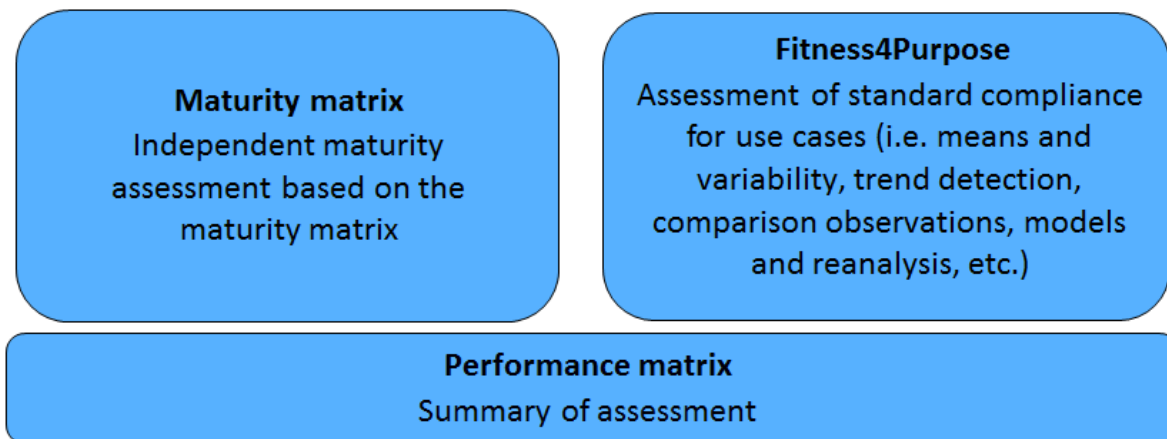 Maturity matrix
Independent maturity
assessment based on the
maturity matrix
Fitness4Purpose
Assessment of standard compliance
for use cases (i.e. means and
variability, trend detection,
comparison observations, models
and reanalysis, etc.)
Performance matrix
Summary of assessment